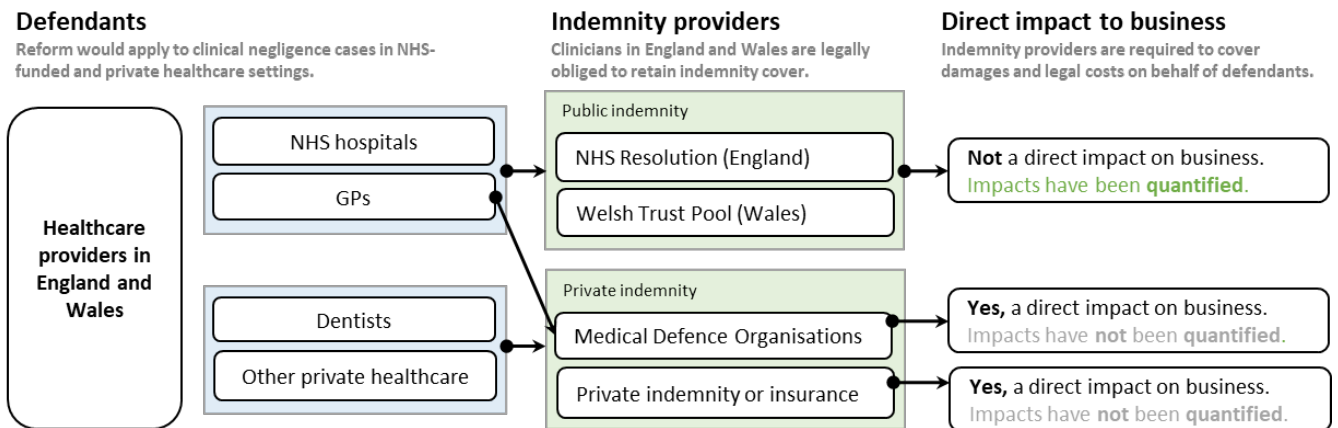 Defendants
Reform would apply to clinical negligence cases in NHS-
funded and private healthcare settings.
Indemnity providers
Clinicians in England and Wales are legally
obliged to retain indemnity cover.
Direct impact to business
Indemnity providers are required to cover
damages and legal costs on behalf of defendants.
Healthcare
providers in
England and
Wales
NHS hospitals
GPs
Dentists
Other private healthcare
Public indemnity
NHS Resolution (England)
Welsh Trust Pool (Wales)
Private indemnity
Medical Defence Organisations
Private indemnity or insurance
Not a direct impact on business.
Impacts have been quantified.
Yes, a direct impact on business.
Impacts have not been quantified.
Yes, a direct impact on business.
Impacts have not been quantified.